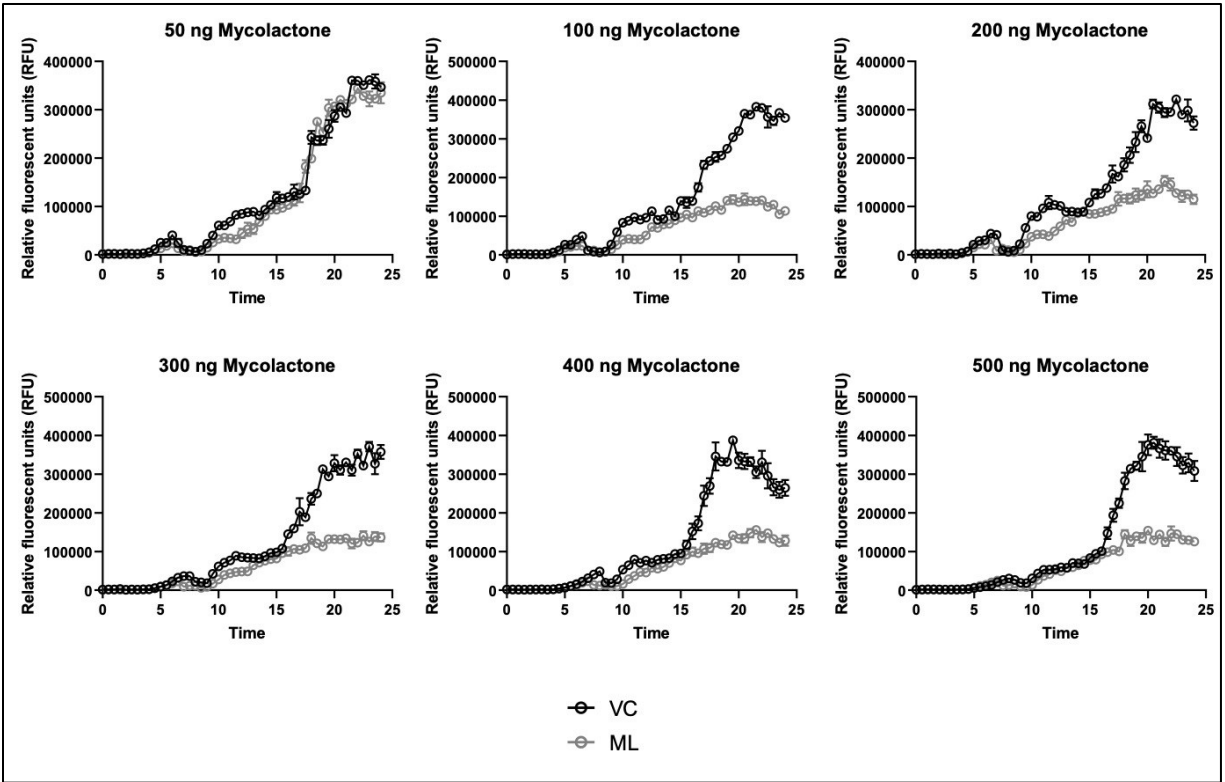 50 ng Mycolactone
Relative fluorescent units (RFU)
400000
300000
200000
100000
0
0 5 10 15 20 25
Time
100 ng Mycolactone
Relative fluorescent units (RFU)
500000
400000
300000
200000
100000
0
0 5 10 15 20 25
Time
200 ng Mycolactone
Relative fluorescent units (RFU)
400000
300000
200000
100000
0
0 5 10 15 20 25
Time
300 ng Mycolactone
Relative fluorescent units (RFU)
500000
400000
300000
200000
100000
0
0 5 10 15 20 25
Time
400 ng Mycolactone
Relative fluorescent units (RFU)
500000
400000
300000
200000
100000
0
0 5 10 15 20 25
Time
500 ng Mycolactone
Relative fluorescent units (RFU)
500000
400000
300000
200000
100000
0
0 5 10 15 20 25
Time
VC
ML